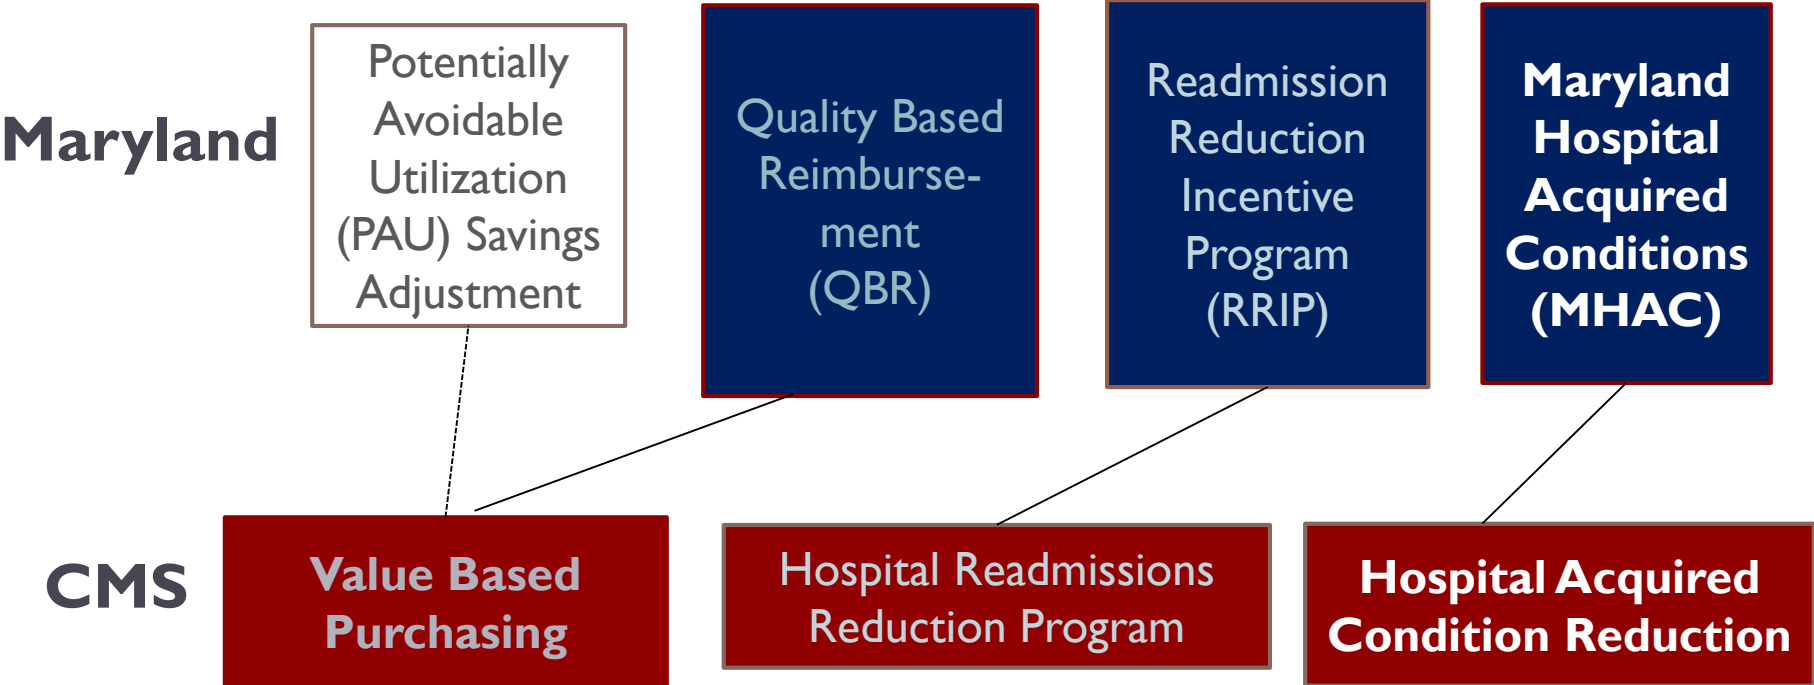 Maryland
Potentially
Avoidable
Utilization
(PAU) Savings
Adjustment
Quality Based
Reimburse-
ment
(QBR)
Readmission
Reduction
Incentive
Program
(RRIP)
Maryland
Hospital
Acquired
Conditions
(MHAC)
CMS
Value Based
Purchasing
Hospital Readmissions
Reduction Program
Hospital Acquired
Condition Reduction